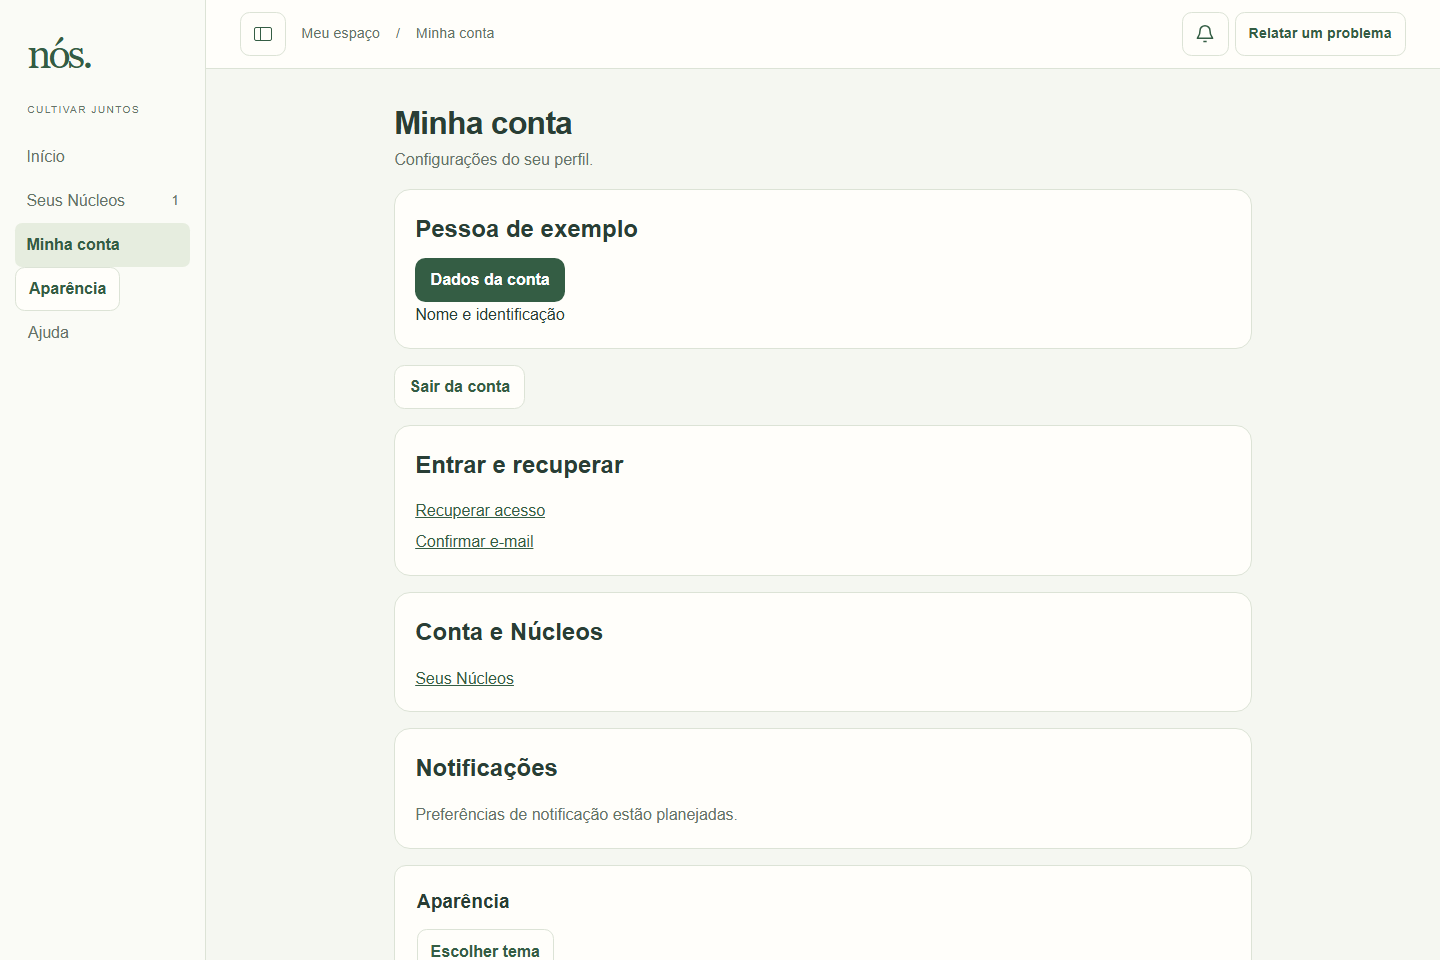 nós.
CULTIVAR JUNTOS
Início
Seus Núcleos 1
Minha conta
Aparência
Ajuda
Meu espaço / Minha conta
Relatar um problema
Minha conta
Configurações do seu perfil.
Pessoa de exemplo
Dados da conta
Nome e identificação
Sair da conta
Entrar e recuperar
Recuperar acesso
Confirmar e-mail
Conta e Núcleos
Seus Núcleos
Notificações
Preferências de notificação estão planejadas.
Aparência
Escolher tema